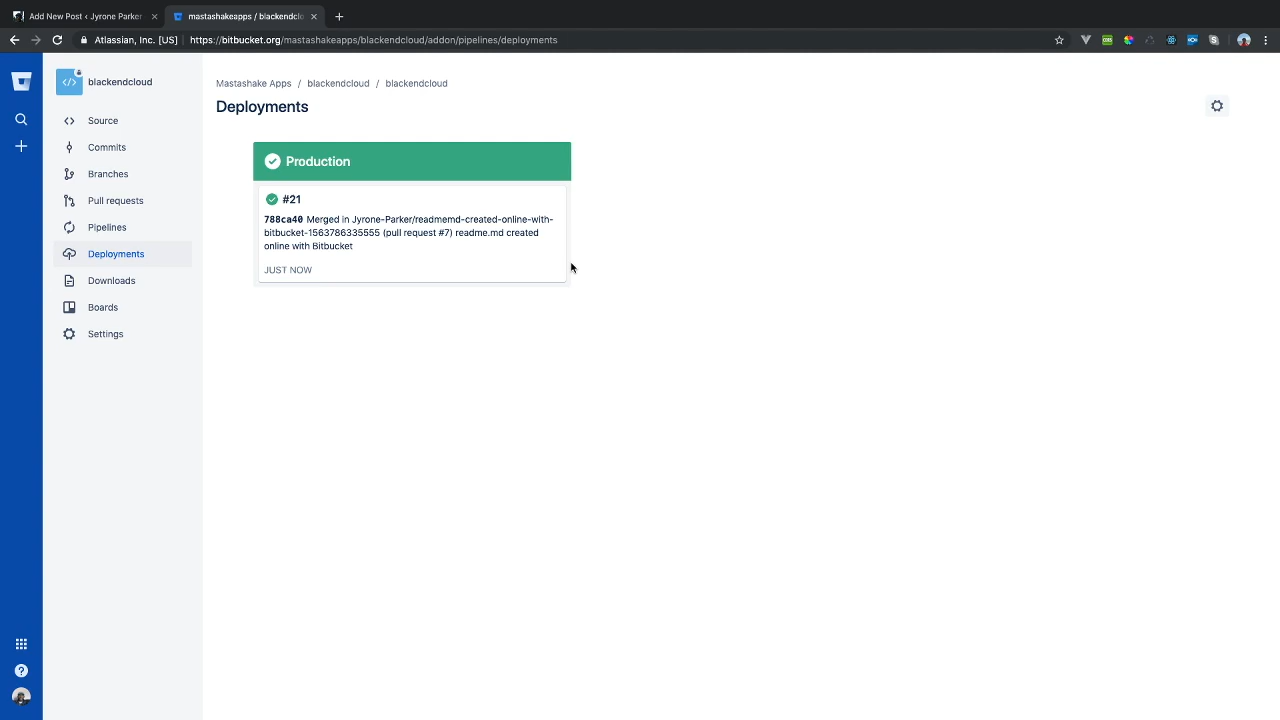 Add New Post ‹ Jyrone Parker
mastashakeapps / blackendclo
Atlassian, Inc. [US]
https://bitbucket.org/mastashakeapps/blackendcloud/addon/pipelines/deployments
blackendcloud
Source
Commits
Branches
Pull requests
Pipelines
Deployments
Downloads
Boards
Settings
Mastashake Apps / blackendcloud / blackendcloud
Deployments
Production
#21
788ca40 Merged in Jyrone-Parker/readmemd-created-online-with-
bitbucket-1563786335555 (pull request #7) readme.md created
online with Bitbucket
JUST NOW